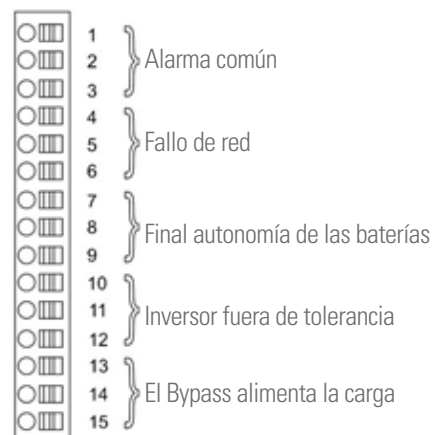 1
2 Alarma común
3
4
5 Fallo de red
6
7
8 Final autonomía de las baterías
9
10
11 Inversor fuera de tolerancia
12
13
14 El Bypass alimenta la carga
15